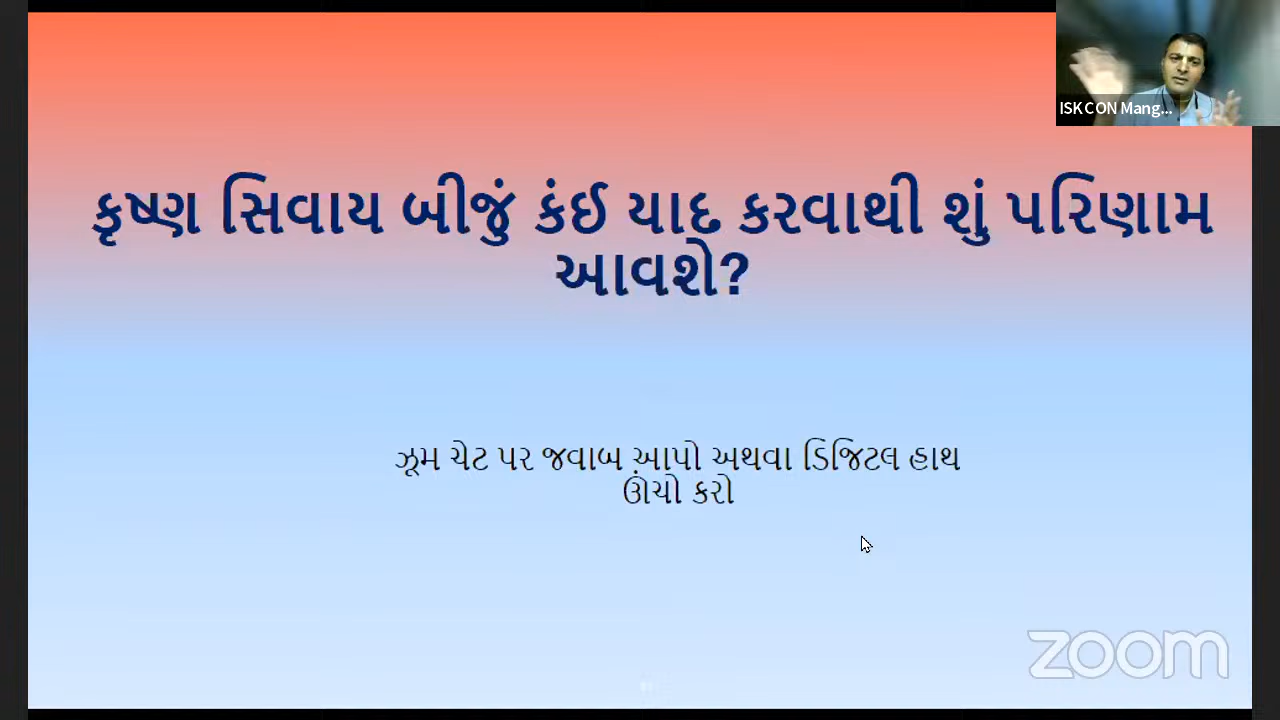 ISKCON Mang...
કૃષ્ણ સિવાય બીજું કંઈ યાદ કરવાથી શું પરિણામ
આવશે?
ઝૂમ ચેટ પર જવાબ આપો અથવા ડિજિટલ હાથ
ઊંચો કરો
zoom